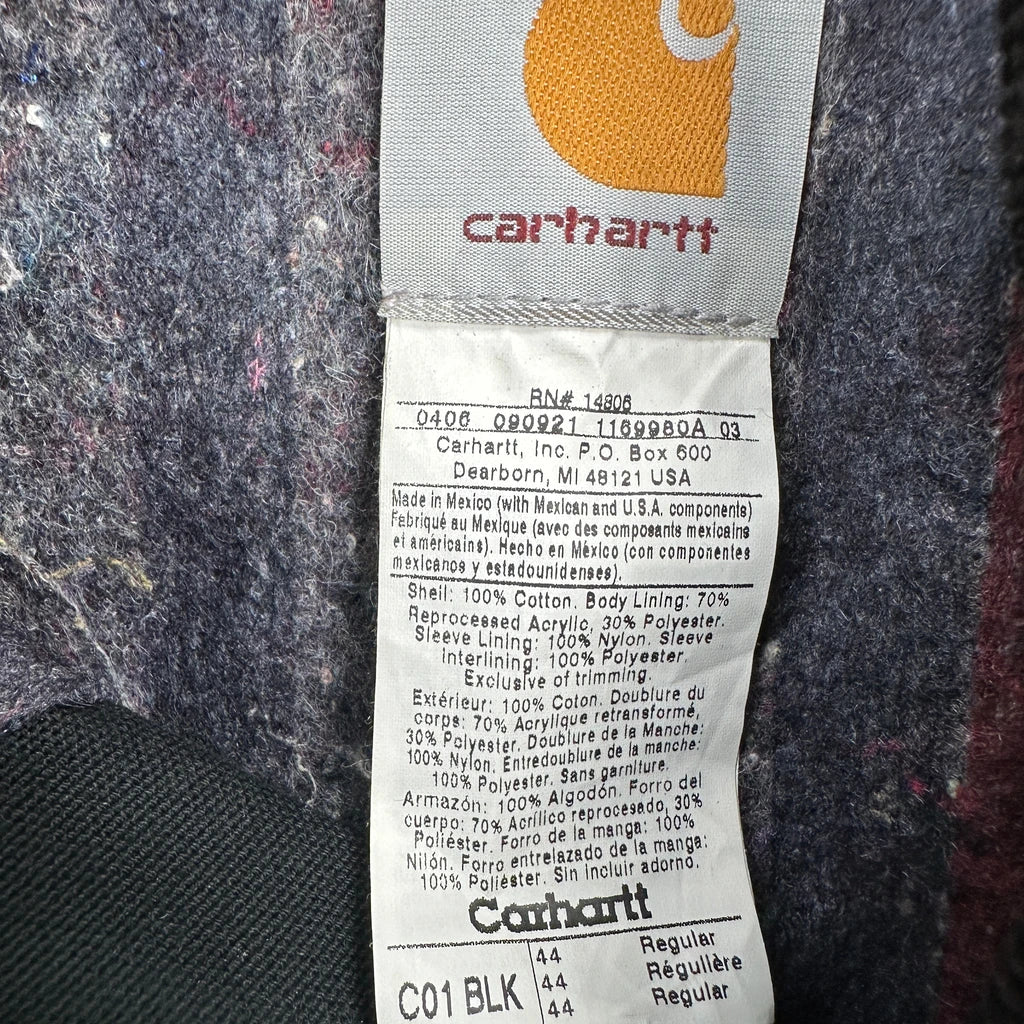 carhartt
RN# 14806
0406 090921 1169980A 03
Carhartt, Inc. P.O. Box 600
Dearborn, MI 48121 USA
Made in Mexico (with Mexican and U.S.A. components)
Fabriqué au Mexique (avec des composants mexicains
et américains). Hecho en México (con componentes
mexicanos y estadounidenses).
Shell: 100% Cotton. Body Lining: 70%
Reprocessed Acrylic, 30% Polyester.
Sleeve Lining: 100% Nylon. Sleeve
Interlining: 100% Polyester.
Exclusive of trimming.
Extérieur: 100% Coton. Doublure du
corps: 70% Acrylique retransformé,
30% Polyester. Doublure de la Manche:
100% Nylon. Entredoublure de la manche:
100% Polyester. Sans garniture.
Armazón: 100% Algodón. Forro del
cuerpo: 70% Acrílico reprocesado, 30%
Poliéster. Forro de la manga: 100%
Nilón. Forro entrelazado de la manga:
100% Poliéster. Sin incluir adorno.
Carhartt
C01 BLK
44 Regular
44 Régulière
44 Regular